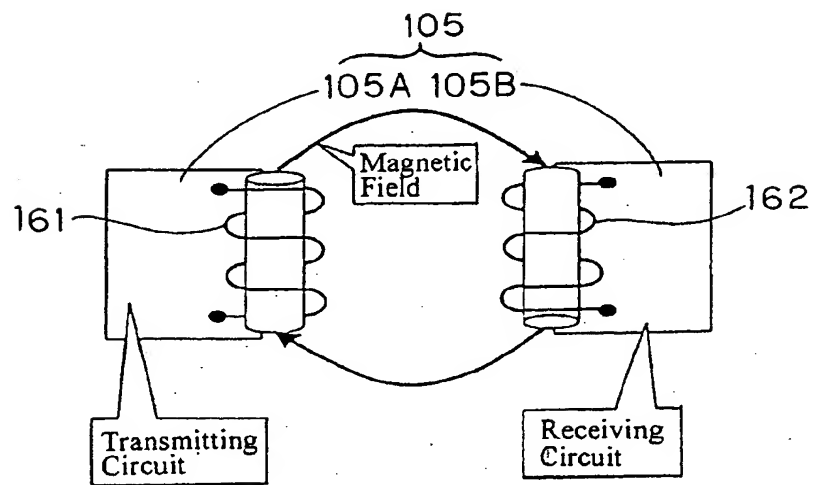 105
105A 105B
Magnetic
Field
161
162
Transmitting
Circuit
Receiving
Circuit